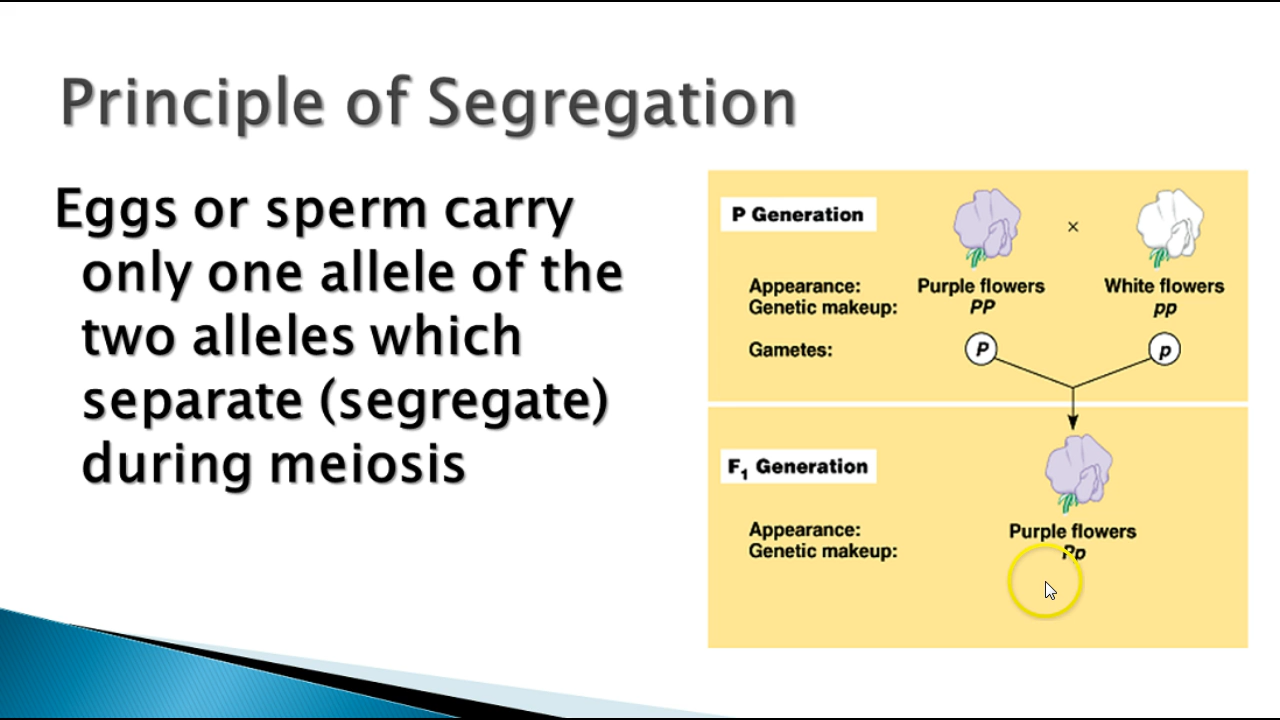 Principle of Segregation
Eggs or sperm carry
only one allele of the
two alleles which
separate (segregate)
during meiosis
P Generation
×
Appearance: Purple flowers White flowers
Genetic makeup: PP pp
Gametes: P p
F₁ Generation
Appearance: Purple flowers
Genetic makeup: Pp